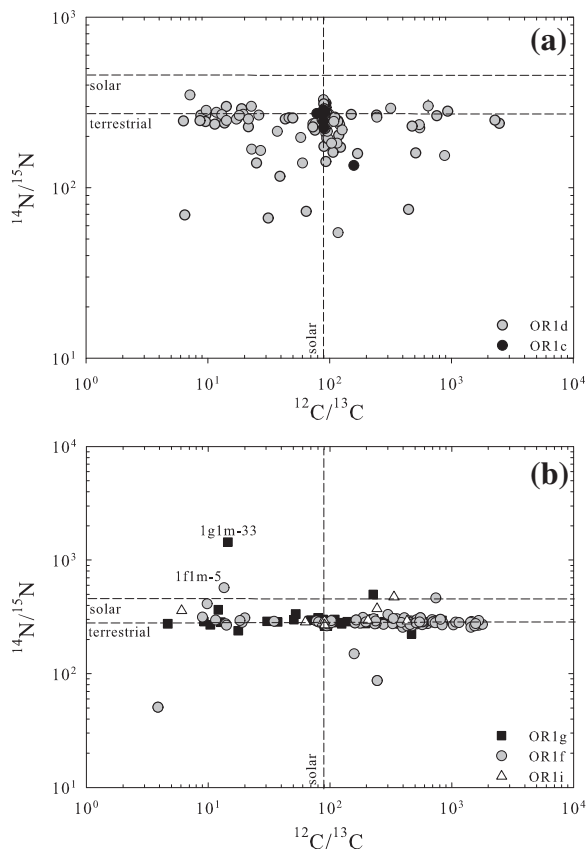 (a)
10³
solar
terrestrial
10²
10¹
¹⁴N/¹⁵N
solar
OR1d
OR1c
10⁰ 10¹ 10² 10³ 10⁴
¹²C/¹³C
(b)
10⁴
1g1m-33
10³
1f1m-5
solar
terrestrial
10²
10¹
¹⁴N/¹⁵N
solar
OR1g
OR1f
OR1i
10⁰ 10¹ 10² 10³ 10⁴
¹²C/¹³C